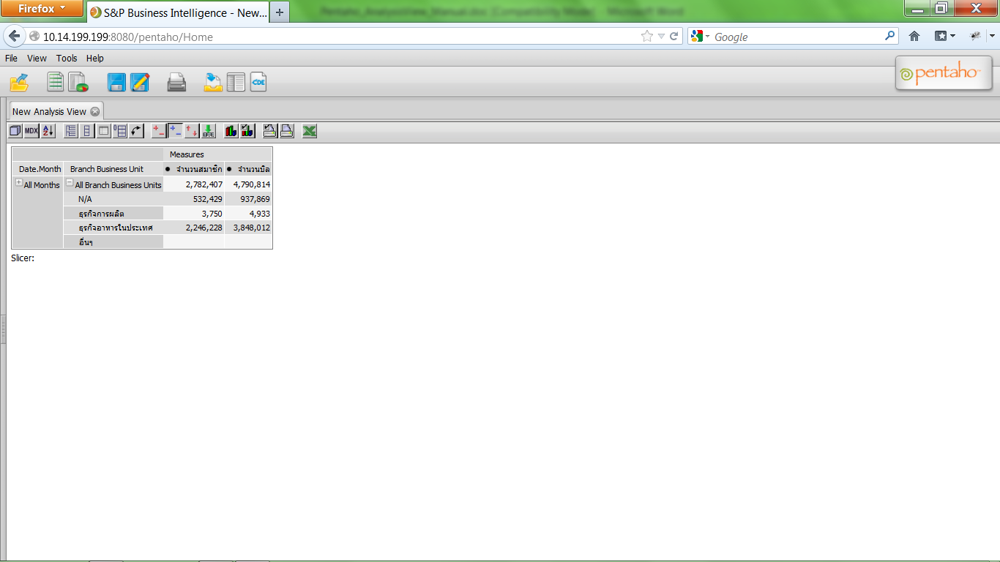 Firefox
S&P Business Intelligence - New...
Pentaho_AnalysisView_Manual.doc [Compatibility Mode] - Microsoft Word
10.14.199.199:8080/pentaho/Home
Google
File View Tools Help
CDE
pentaho
New Analysis View
MDX
Measures
Date.Month Branch Business Unit จำนวนสมาชิก จำนวนบิล
All Months All Branch Business Units 2,782,407 4,790,814
N/A 532,429 937,869
ธุรกิจการผลิต 3,750 4,933
ธุรกิจอาหารในประเทศ 2,246,228 3,848,012
อื่นๆ
Slicer: